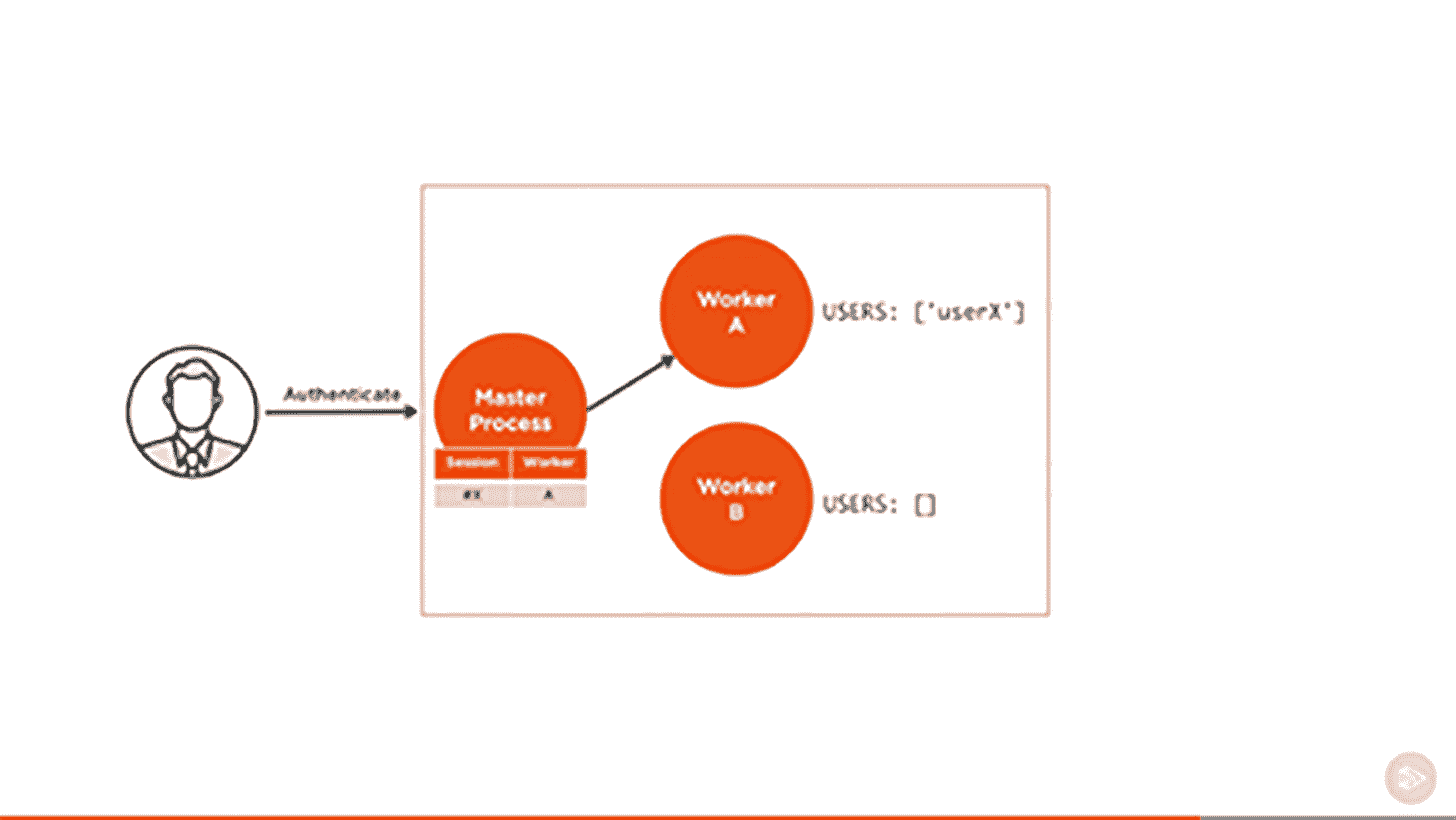 Authenticate
Master
Process
Session Worker
#X A
Worker
A
USERS: ['userX']
Worker
B
USERS: []